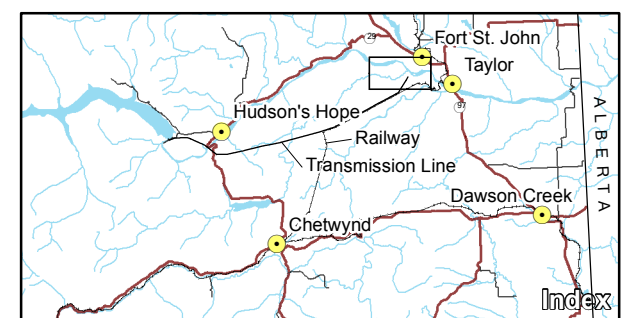 Fort St. John
29
Taylor
Hudson's Hope
97
Railway
Transmission Line
ALBERTA
Dawson Creek
Chetwynd
Index